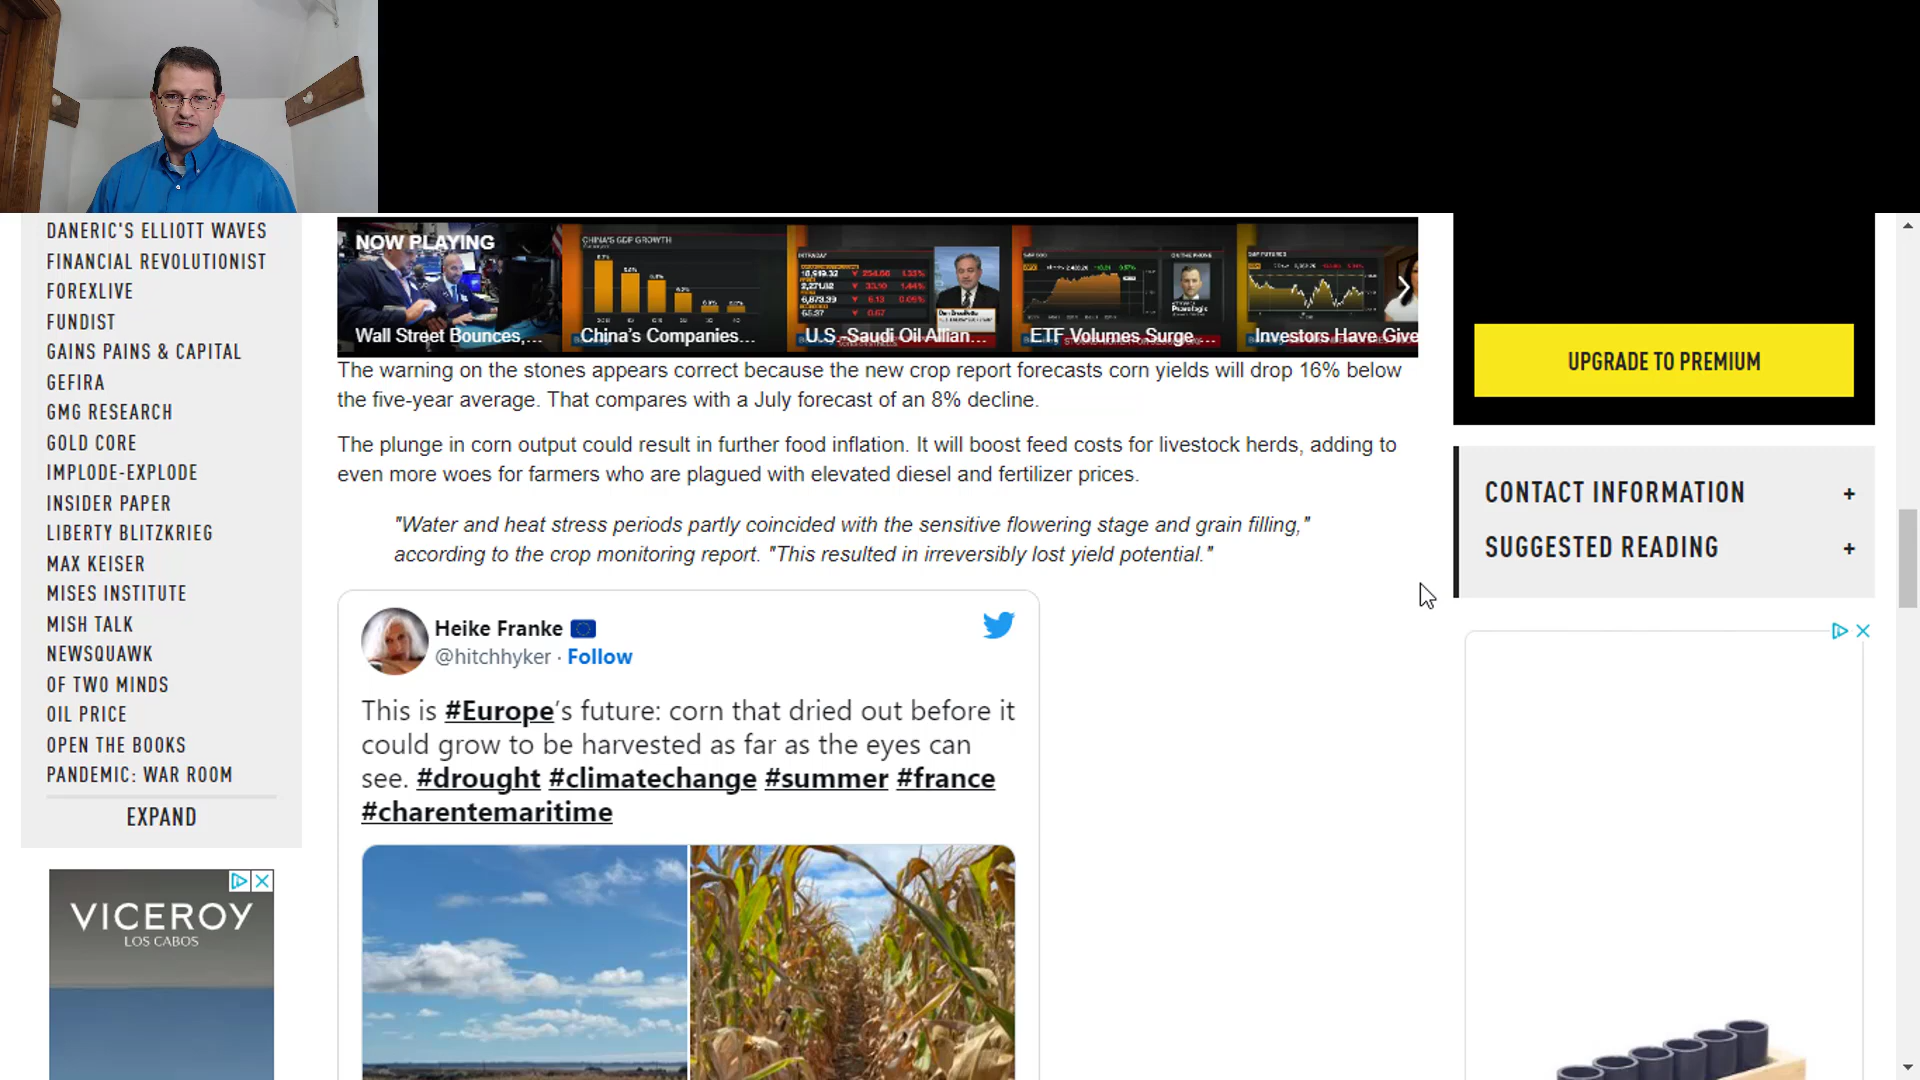 DANERIC'S ELLIOTT WAVES
FINANCIAL REVOLUTIONIST
FOREXLIVE
FUNDIST
GAINS PAINS & CAPITAL
GEFIRA
GMG RESEARCH
GOLD CORE
IMPLODE-EXPLODE
INSIDER PAPER
LIBERTY BLITZKRIEG
MAX KEISER
MISES INSTITUTE
MISH TALK
NEWSQUAWK
OF TWO MINDS
OIL PRICE
OPEN THE BOOKS
PANDEMIC: WAR ROOM
EXPAND
VICEROY
LOS CABOS
NOW PLAYING
CHINA'S GDP GROWTH
INTRADAY
ON THE PHONE
Wall Street Bounces,...
China's Companies...
U.S.-Saudi Oil Allian...
ETF Volumes Surge...
Investors Have Give
The warning on the stones appears correct because the new crop report forecasts corn yields will drop 16% below
the five-year average. That compares with a July forecast of an 8% decline.
The plunge in corn output could result in further food inflation. It will boost feed costs for livestock herds, adding to
even more woes for farmers who are plagued with elevated diesel and fertilizer prices.
"Water and heat stress periods partly coincided with the sensitive flowering stage and grain filling,"
according to the crop monitoring report. "This resulted in irreversibly lost yield potential."
Heike Franke
@hitchhyker · Follow
This is #Europe's future: corn that dried out before it
could grow to be harvested as far as the eyes can
see. #drought #climatechange #summer #france
#charentemaritime
UPGRADE TO PREMIUM
CONTACT INFORMATION +
SUGGESTED READING +